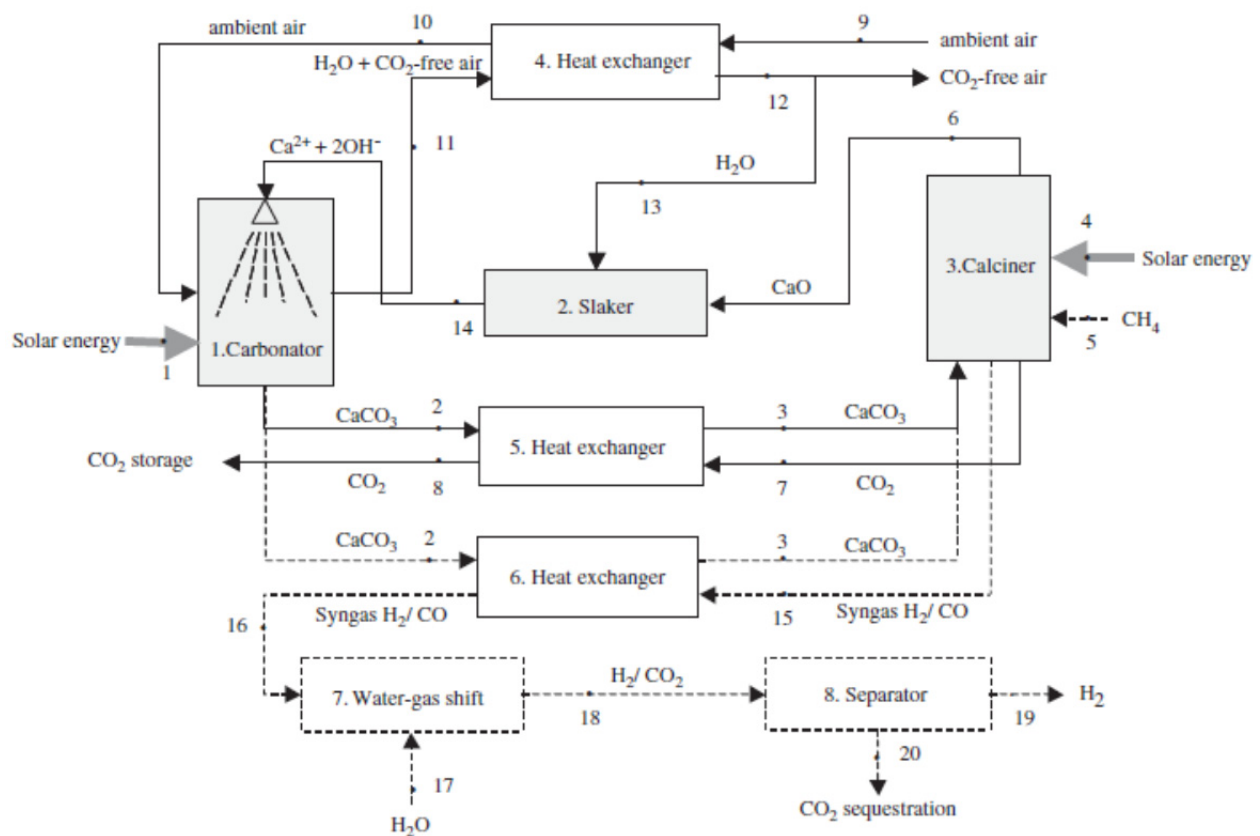 10
9
ambient air
ambient air
4. Heat exchanger
H₂O + CO₂-free air
12
CO₂-free air
6
Ca²⁺ + 2OH⁻
11
H₂O
13
4
3.Calciner
Solar energy
CaO
2. Slaker
14
CH₄
5
Solar energy
1.Carbonator
1
CaCO₃
2
3
CaCO₃
5. Heat exchanger
CO₂ storage
CO₂
8
7
CO₂
CaCO₃
2
3
CaCO₃
6. Heat exchanger
16
Syngas H₂/ CO
15
Syngas H₂/ CO
H₂/ CO₂
7. Water-gas shift
8. Separator
H₂
18
19
20
17
H₂O
CO₂ sequestration